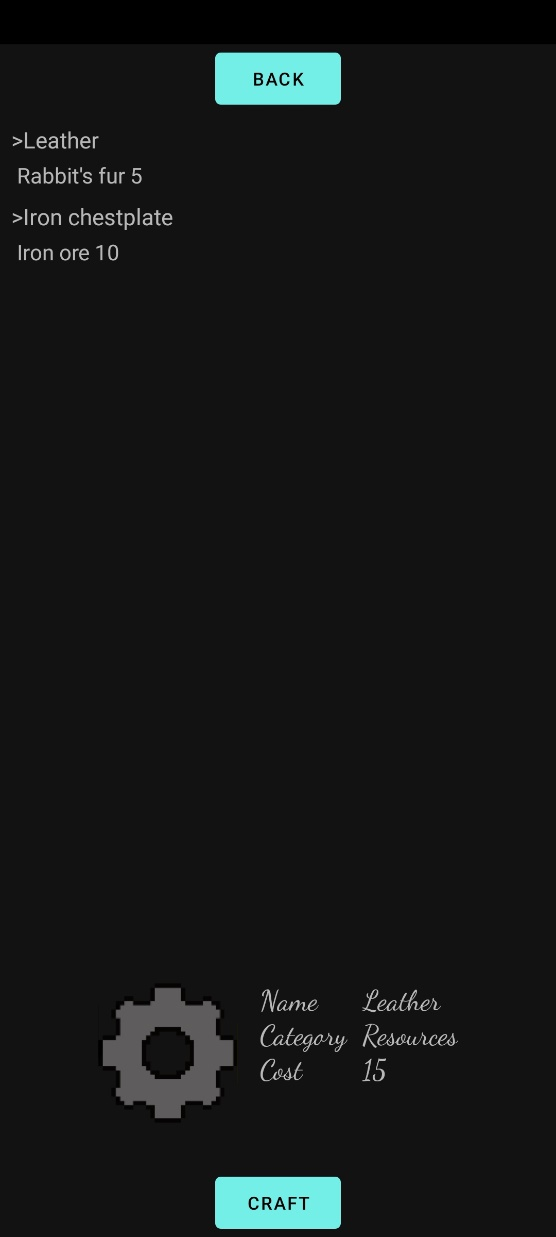 BACK
>Leather
Rabbit's fur 5
>Iron chestplate
Iron ore 10
Name Leather
Category Resources
Cost 15
CRAFT